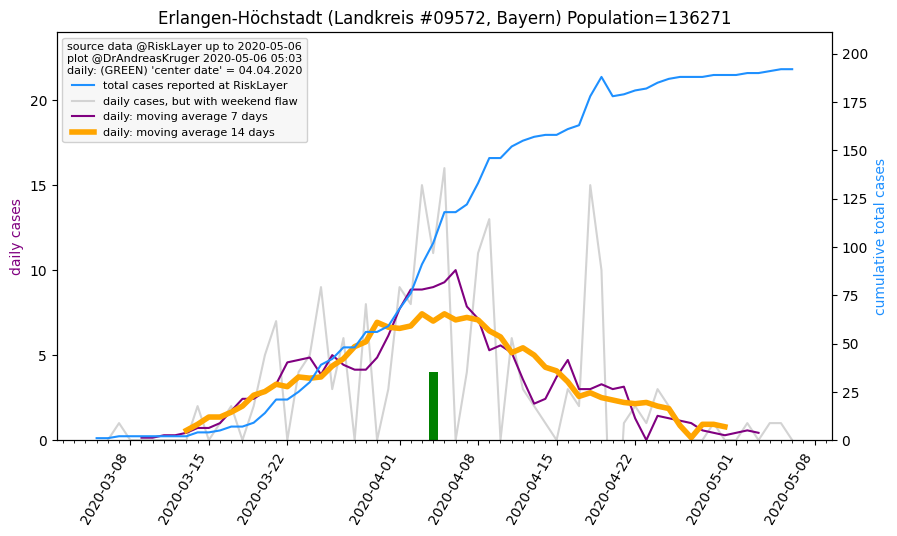 Erlangen-Höchstadt (Landkreis #09572, Bayern) Population=136271
source data @RiskLayer up to 2020-05-06
plot @DrAndreasKruger 2020-05-06 05:03
daily: (GREEN) 'center date' = 04.04.2020
total cases reported at RiskLayer
daily cases, but with weekend flaw
daily: moving average 7 days
daily: moving average 14 days
daily cases
0
5
10
15
20
cumulative total cases
0
25
50
75
100
125
150
175
200
2020-03-08
2020-03-15
2020-03-22
2020-04-01
2020-04-08
2020-04-15
2020-04-22
2020-05-01
2020-05-08